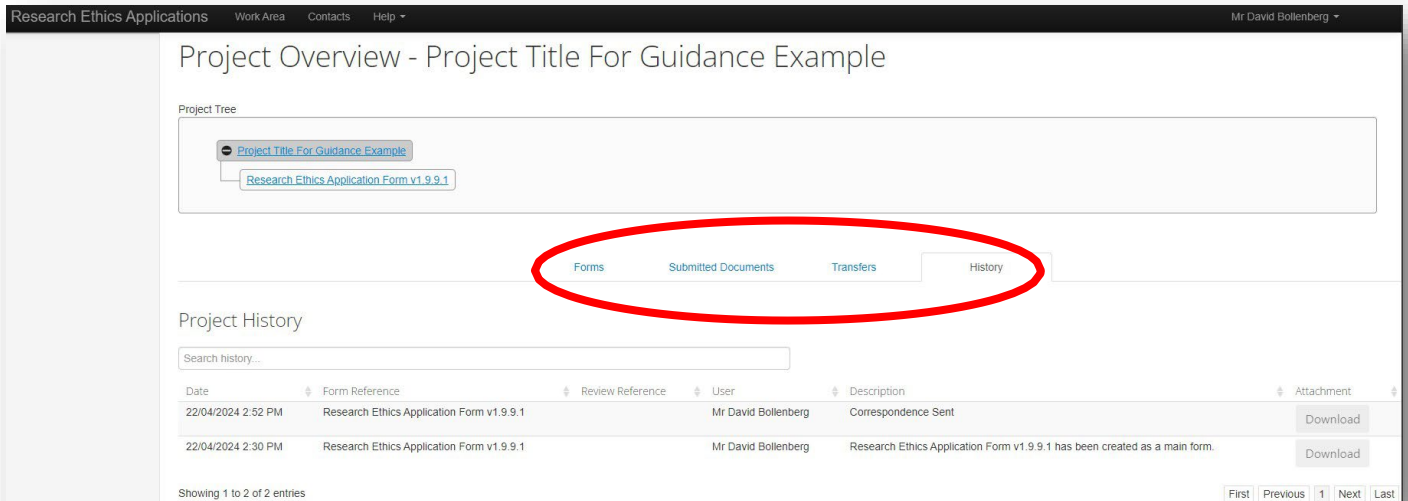 Research Ethics Applications Work Area Contacts Help Mr David Bollenberg
Project Overview - Project Title For Guidance Example
Project Tree
Project Title For Guidance Example
Research Ethics Application Form v1.9.9.1
Forms Submitted Documents Transfers History
Project History
Search history...
Date Form Reference Review Reference User Description Attachment
22/04/2024 2:52 PM Research Ethics Application Form v1.9.9.1 Mr David Bollenberg Correspondence Sent Download
22/04/2024 2:30 PM Research Ethics Application Form v1.9.9.1 Mr David Bollenberg Research Ethics Application Form v1.9.9.1 has been created as a main form. Download
Showing 1 to 2 of 2 entries First Previous 1 Next Last